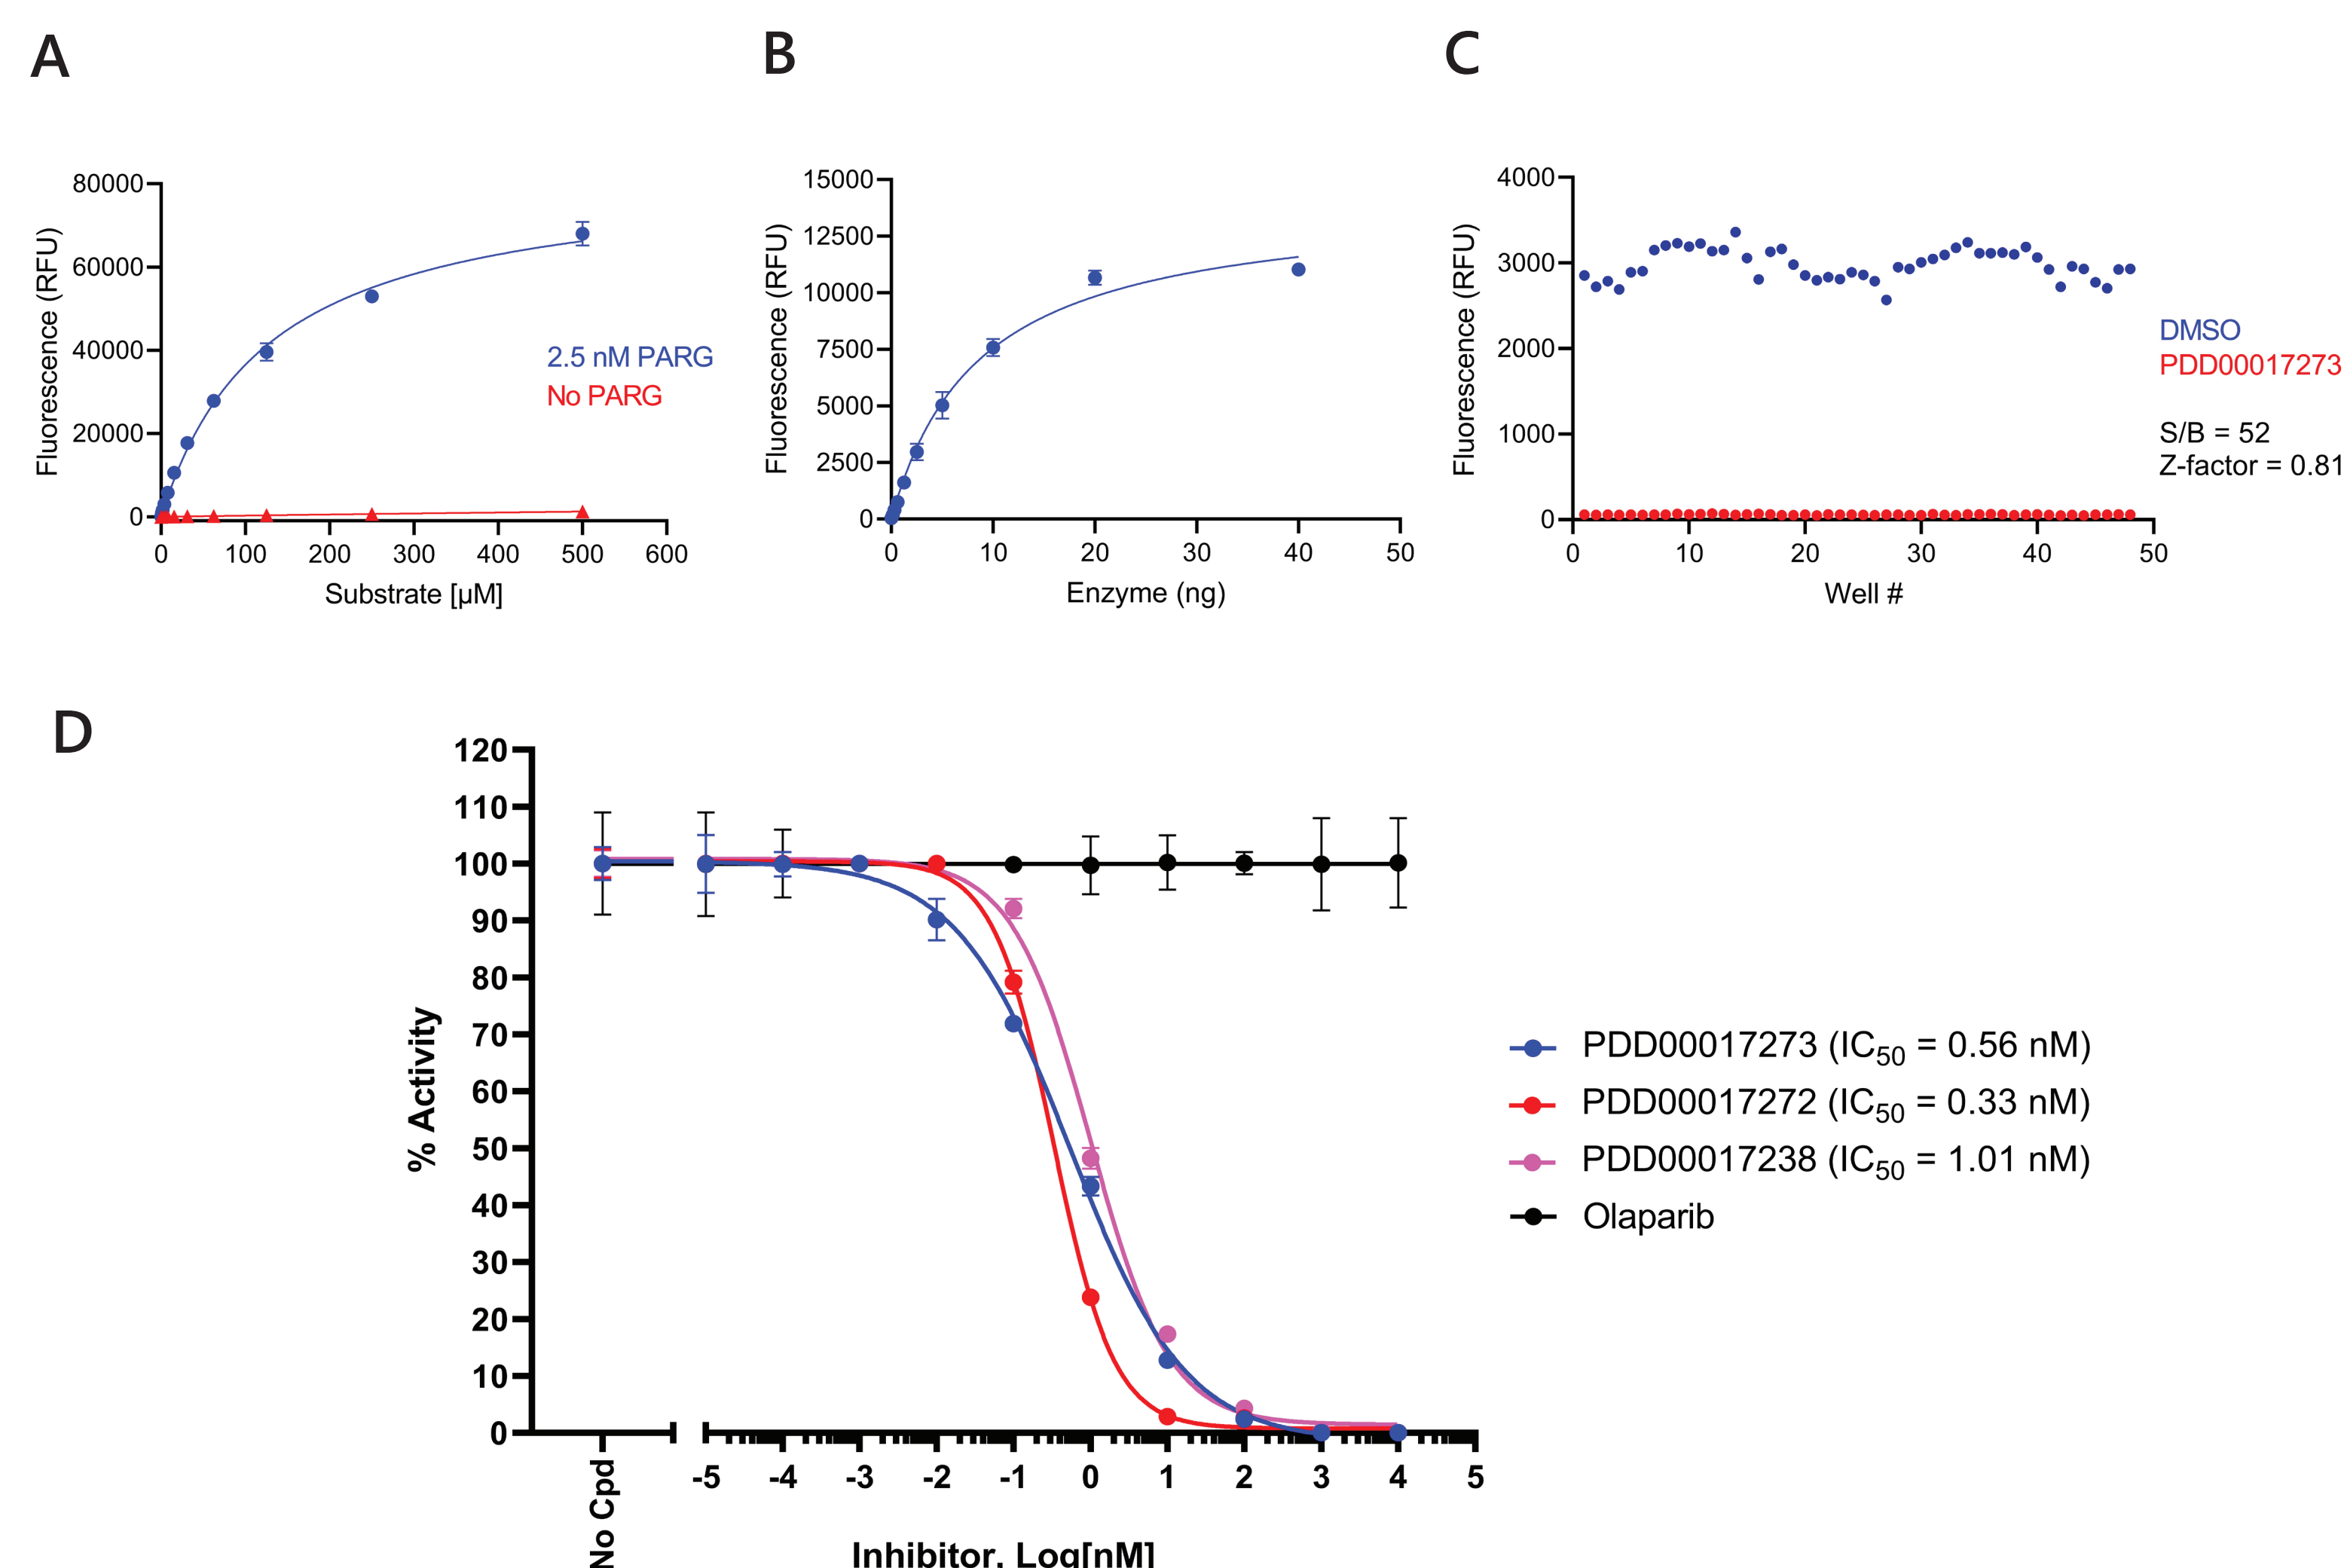 A
80000
60000
40000
20000
0
Fluorescence (RFU)
0 100 200 300 400 500 600
Substrate [µM]
2.5 nM PARG
No PARG
B
15000
12500
10000
7500
5000
2500
0
Fluorescence (RFU)
0 10 20 30 40 50
Enzyme (ng)
C
4000
3000
2000
1000
0
Fluorescence (RFU)
0 10 20 30 40 50
Well #
DMSO
PDD00017273
S/B = 52
Z-factor = 0.81
D
120
110
100
90
80
70
60
50
40
30
20
10
0
% Activity
No Cpd
-5 -4 -3 -2 -1 0 1 2 3 4 5
Inhibitor, Log[nM]
PDD00017273 (IC50 = 0.56 nM)
PDD00017272 (IC50 = 0.33 nM)
PDD00017238 (IC50 = 1.01 nM)
Olaparib